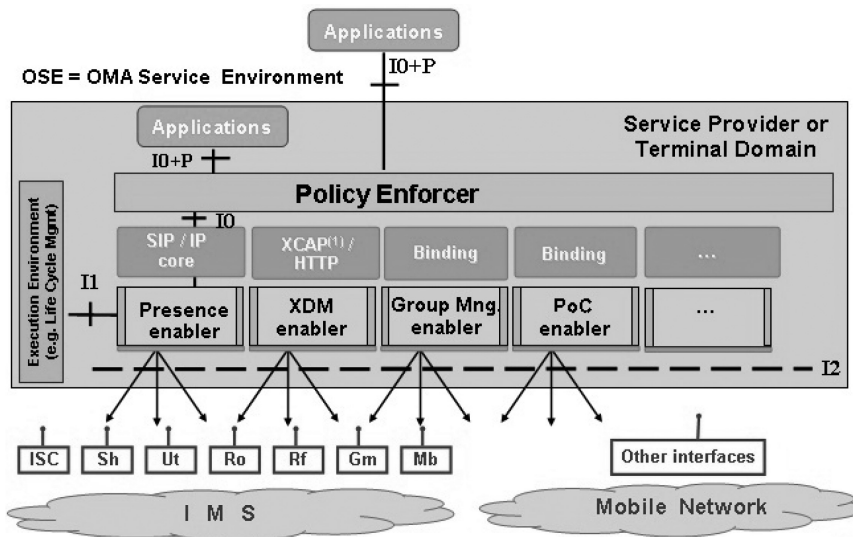 Applications
OSE = OMA Service Environment
I0+P
Applications
Service Provider or
Terminal Domain
I0+P
Policy Enforcer
I0
Execution Environment
(e.g. Life Cycle Mgmt)
SIP / IP
core
XCAP(1) /
HTTP
Binding
Binding
...
I1
Presence
enabler
XDM
enabler
Group Mng.
enabler
PoC
enabler
...
I2
ISC
Sh
Ut
Ro
Rf
Gm
Mb
Other interfaces
I M S
Mobile Network